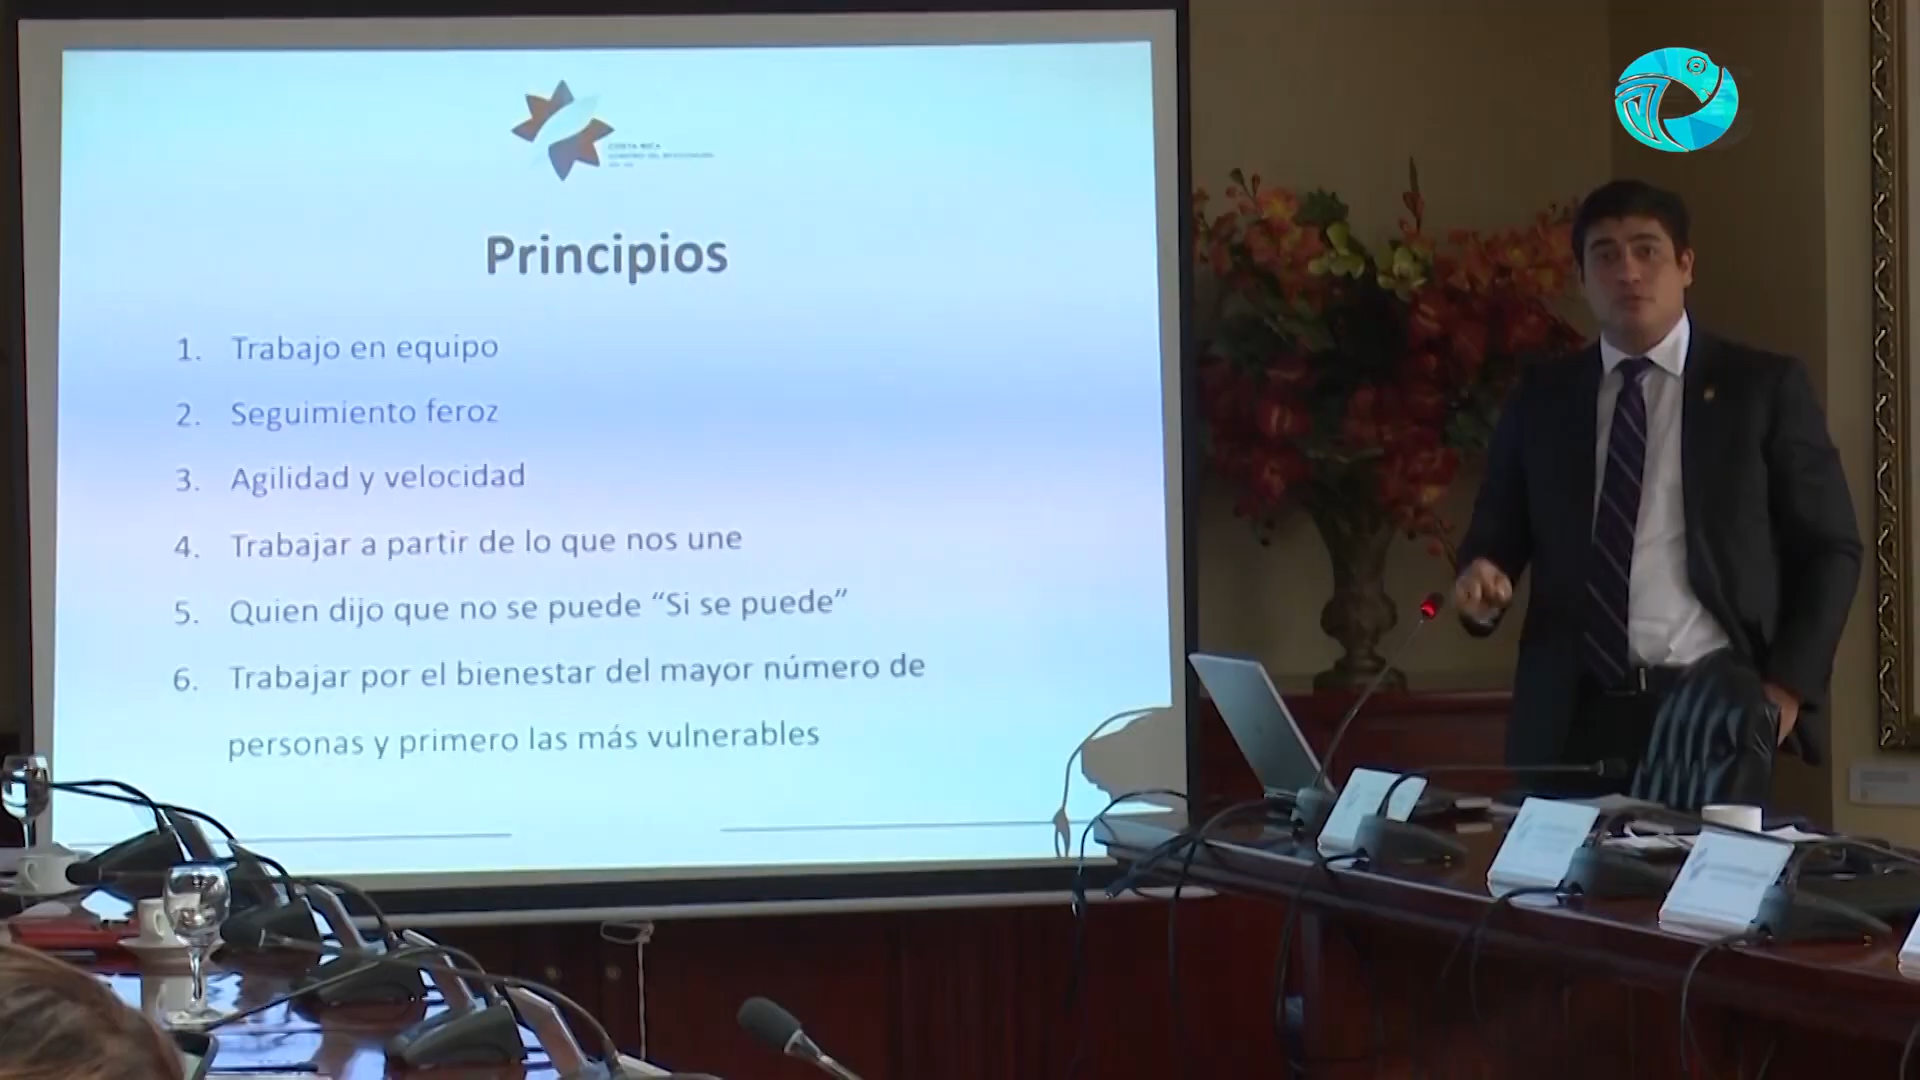 COSTA RICA
Principios
1. Trabajo en equipo
2. Seguimiento feroz
3. Agilidad y velocidad
4. Trabajar a partir de lo que nos une
5. Quien dijo que no se puede “Si se puede”
6. Trabajar por el bienestar del mayor número de
personas y primero las más vulnerables